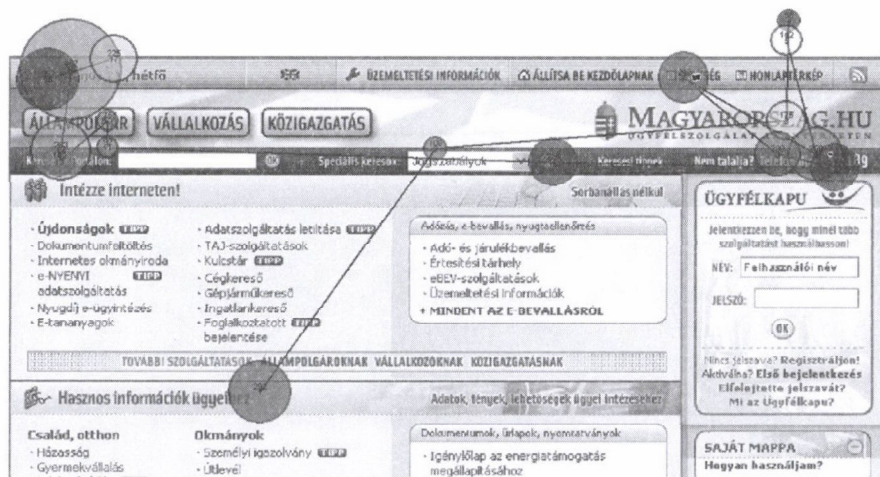 hétfő
ÜZEMELTETÉSI INFORMÁCIÓK
ÁLLÍTSA BE KEZDŐLAPNAK
HONLAPTÉRKÉP
VÁLLALKOZÁS
KÖZIGAZGATÁS
Speciális keresők:
Jogszabályok
Keresési tippek
Nem találja?
OK
Intézze interneten!
Sorbanállás nélkül
· Újdonságok TIPP
· Dokumentumfeltöltés
· Internetes okmányiroda
· e-NYENYI TIPP
adatszolgáltatás
· Nyugdíj e-ügyintézés
· E-tananyagok
· Adatszolgáltatás letiltása TIPP
· TAJ-szolgáltatások
· Kulcstár TIPP
· Cégkereső
· Gépjárműkereső
· Ingatlankereső
· Foglalkoztatott TIPP
bejelentése
Adózás, e-bevallás, nyugtaellenőrzés
· Adó- és járulékbevallás
· Értesítési tárhely
· eBEV-szolgáltatások
· Üzemeltetési Információk
+ MINDENT AZ E-BEVALLÁSRÓL
TOVÁBBI SZOLGÁLTATÁSOK ÁLLAMPOLGÁROKNAK VÁLLALKOZÓKNAK KÖZIGAZGATÁSNAK
Hasznos információk
Adatok, tények, lehetőségek ügyei intézéséhez
Család, otthon
· Házasság
· Gyermekvállalás
Okmányok
· Személyi igazolvány TIPP
· Útlevél
Dokumentumok, űrlapok, nyomtatványok
· Igénylőlap az energiatámogatás
megállapításához
ÜGYFÉLKAPU
Jelentkezzen be, hogy minél több
szolgáltatást használhasson!
NÉV: Felhasználói név
JELSZÓ:
OK
Nincs jelszava? Regisztráljon!
Aktiválna? Első bejelentkezés
Elfelejtette jelszavát?
Mi az Ügyfélkapu?
SAJÁT MAPPA
Hogyan használjam?